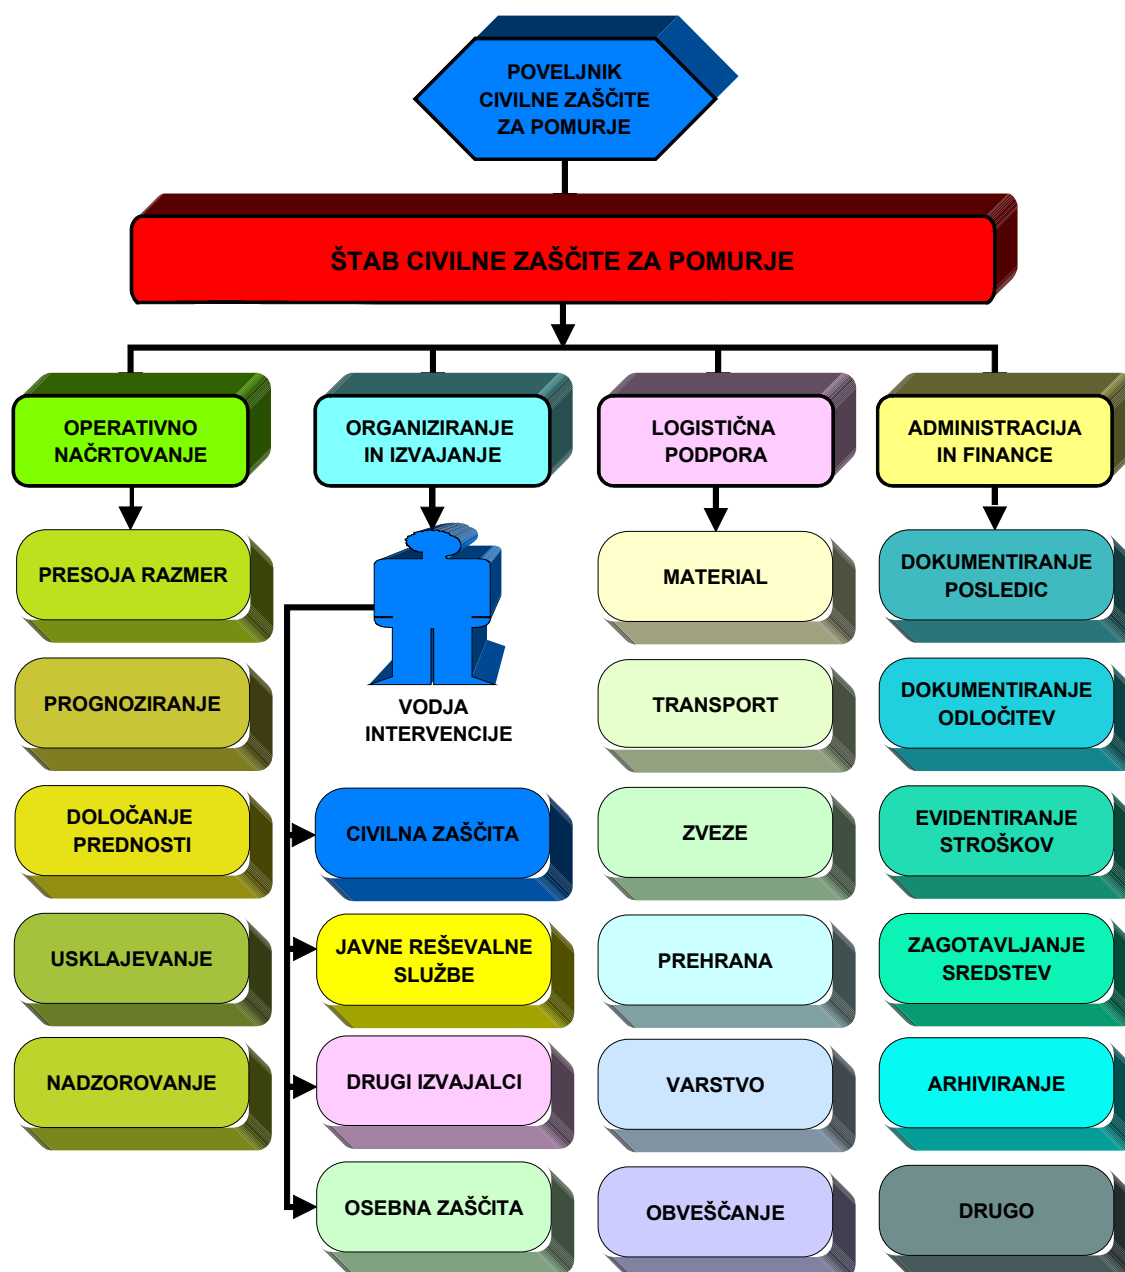 POVELJNIK
CIVILNE ZAŠČITE
ZA POMURJE
ŠTAB CIVILNE ZAŠČITE ZA POMURJE
OPERATIVNO
NAČRTOVANJE
PRESOJA RAZMER
PROGNOZIRANJE
DOLOČANJE
PREDNOSTI
USKLAJEVANJE
NADZOROVANJE
ORGANIZIRANJE
IN IZVAJANJE
VODJA
INTERVENCIJE
CIVILNA ZAŠČITA
JAVNE REŠEVALNE
SLUŽBE
DRUGI IZVAJALCI
OSEBNA ZAŠČITA
LOGISTIČNA
PODPORA
MATERIAL
TRANSPORT
ZVEZE
PREHRANA
VARSTVO
OBVEŠČANJE
ADMINISTRACIJA
IN FINANCE
DOKUMENTIRANJE
POSLEDIC
DOKUMENTIRANJE
ODLOČITEV
EVIDENTIRANJE
STROŠKOV
ZAGOTAVLJANJE
SREDSTEV
ARHIVIRANJE
DRUGO